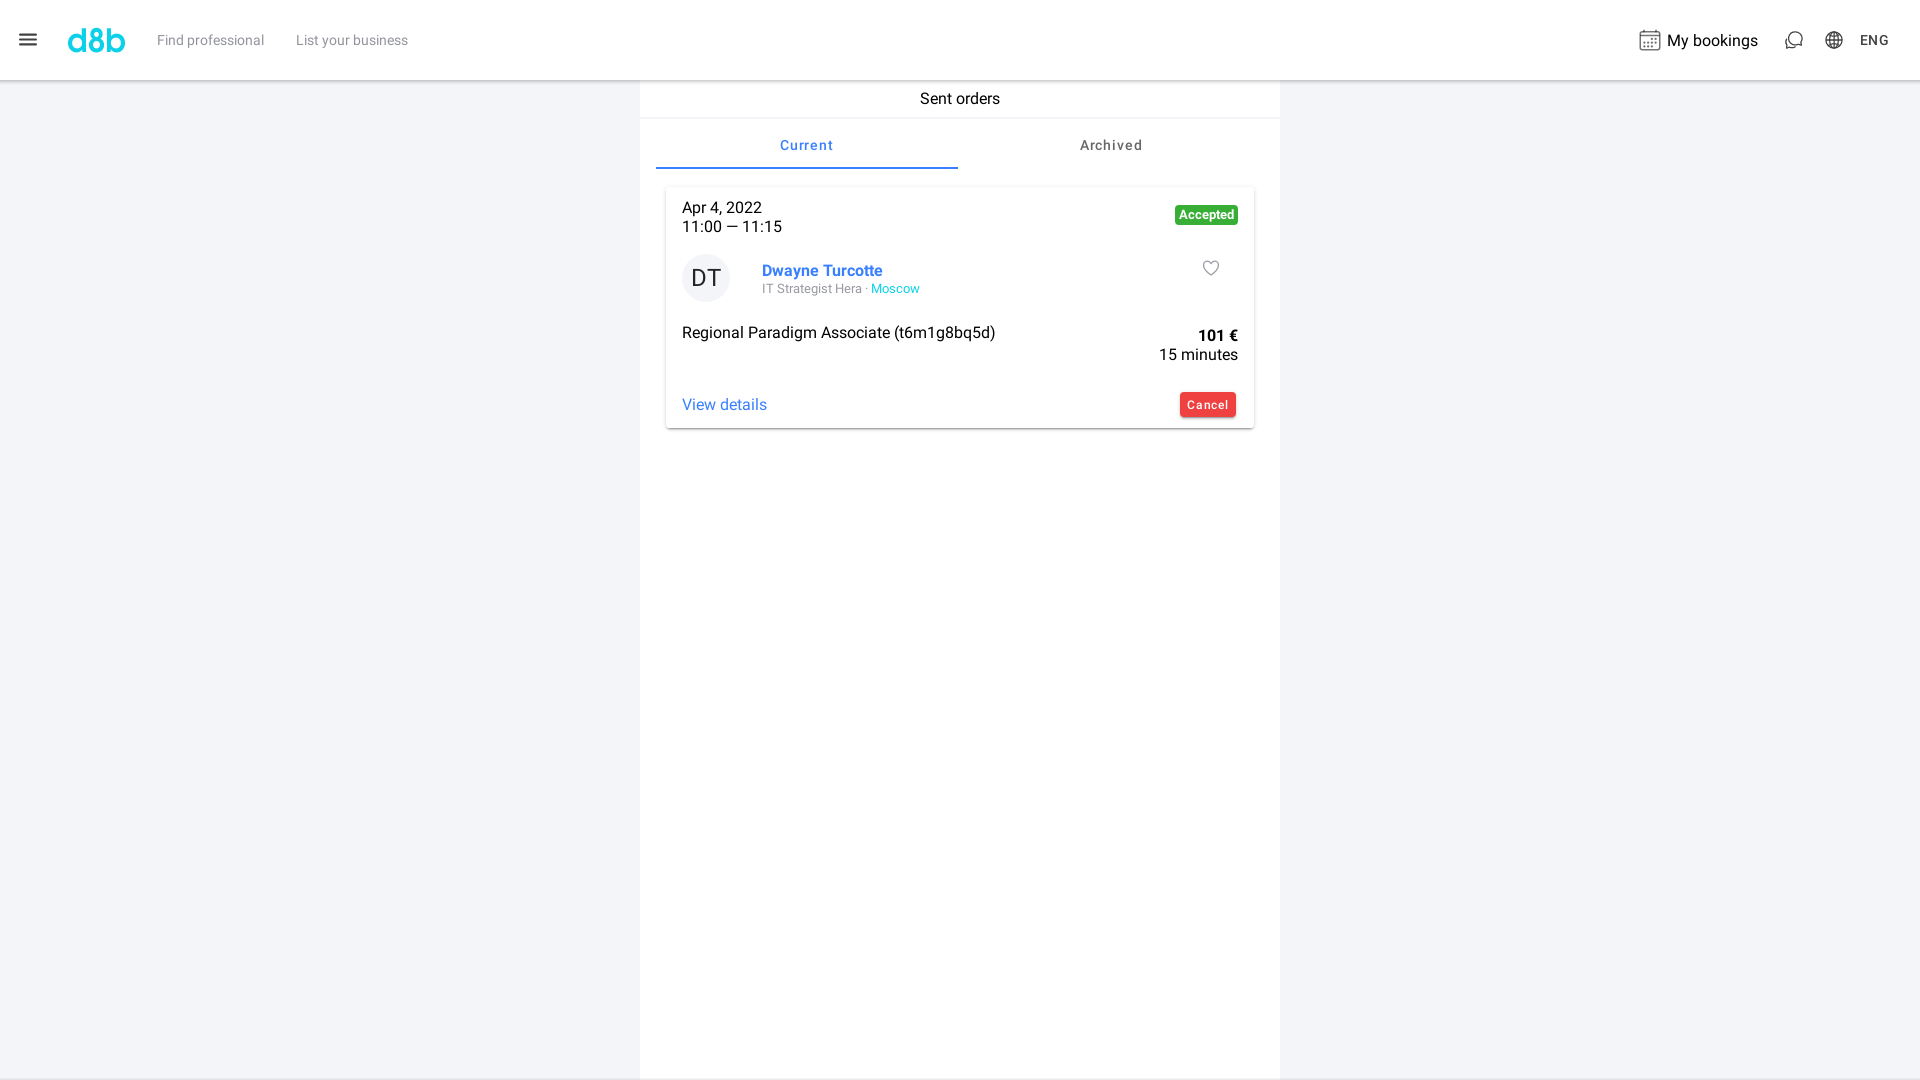 d8b
Find professional
List your business
My bookings
ENG
Sent orders
Current
Archived
Apr 4, 2022
11:00 — 11:15
Accepted
DT
Dwayne Turcotte
IT Strategist Hera · Moscow
Regional Paradigm Associate (t6m1g8bq5d)
101 €
15 minutes
View details
Cancel